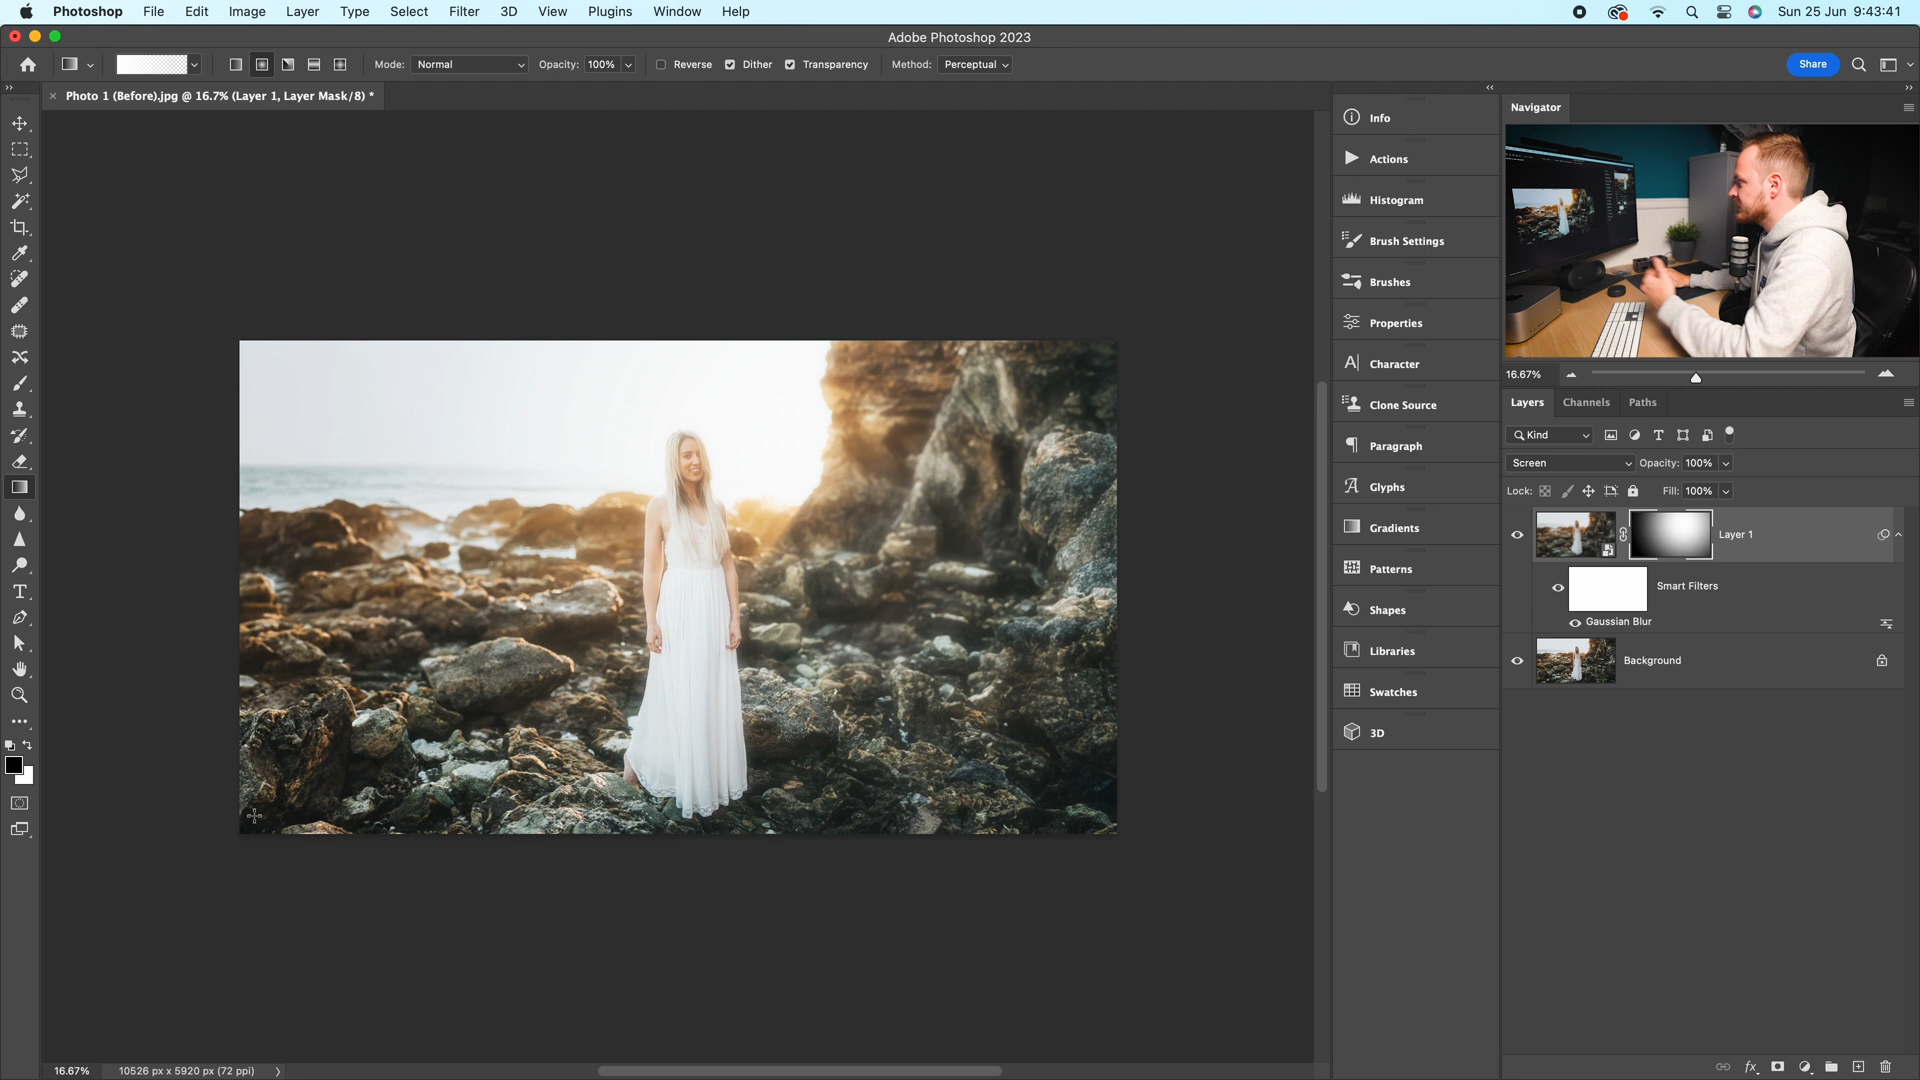 Photoshop File Edit Image Layer Type Select Filter 3D View Plugins Window Help Sun 25 Jun 9:43:41
Adobe Photoshop 2023
Mode: Normal Opacity: 100% Reverse Dither Transparency Method: Perceptual Share
Photo 1 (Before).jpg @ 16.7% (Layer 1, Layer Mask/8) *
Info
Actions
Histogram
Brush Settings
Brushes
Properties
Character
Clone Source
Paragraph
Glyphs
Gradients
Patterns
Shapes
Libraries
Swatches
3D
Navigator
16.67%
Layers Channels Paths
Kind
Screen Opacity: 100%
Lock: Fill: 100%
Layer 1
Smart Filters
Gaussian Blur
Background
16.67% 10526 px x 5920 px (72 ppi)